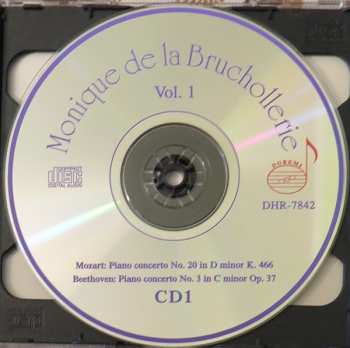 Monique de la Bruchollerie
Vol. 1
COMPACT
disc
DIGITAL AUDIO
DOREMI
DHR-7842
Mozart: Piano concerto No. 20 in D minor K. 466
Beethoven: Piano concerto No. 3 in C minor Op. 37
CD1